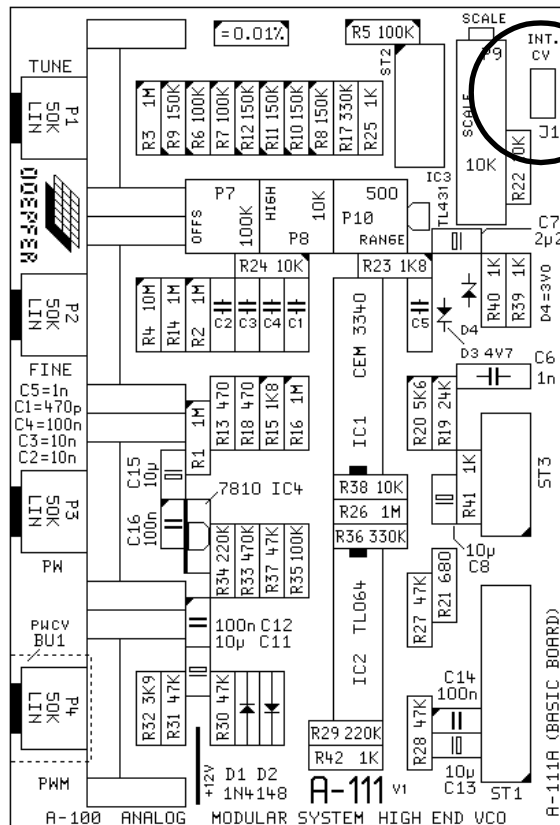 SCALE
=0.01%
R5 100K
INT.
CV
J1
ST2
P9
SCALE
10K
R22
TUNE
P1
50K
LIN
R3 1M
R9 150K
R6 100K
R7 100K
R12 150K
R11 150K
R10 150K
R8 150K
R17 330K
R25 1K
IC3
TL431
DOEPFER
P7
OFFS
100K
HIGH
10K
P8
500
P10
RANGE
C7
2µ2
R24 10K
R23 1K8
P2
50K
LIN
R4 10M
R14 1M
R2 1M
C2
C3
C4
C1
IC1 CEM 3340
C5
D4
D3 4V7
R40 1K
R39 1K
D4=3V0
C6
1n
FINE
C5=1n
C1=470p
C4=100n
C3=10n
C2=10n
R1 1M
R13 470
R18 470
R15 1K8
R16 1M
R20 5K6
R19 24K
ST3
C15
10µ
7810 IC4
R38 10K
R26 1M
R36 330K
R41 1K
P3
50K
LIN
C16
100n
R34 220K
R33 470K
R37 47K
R35 100K
10µ
C8
PW
PWCV
BU1
100n C12
10µ C11
IC2 TL064
R27 47K
R21 680
P4
50K
LIN
R32 3K9
R31 47K
R30 47K
C14
100n
R29 220K
R42 1K
R28 47K
10µ
C13
ST1
PWM
+12V
D1 D2
1N4148
A-111 V1
A-111A (BASIC BOARD)
A-100 ANALOG MODULAR SYSTEM HIGH END VCO